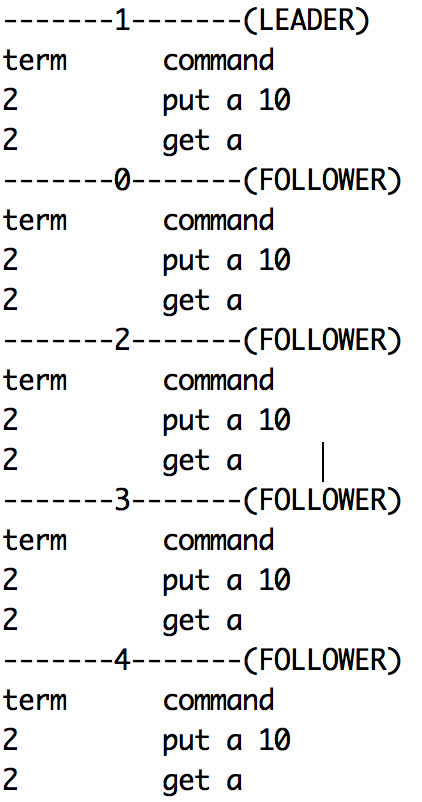 -------1-------(LEADER)
term      command
2         put a 10
2         get a
-------0-------(FOLLOWER)
term      command
2         put a 10
2         get a
-------2-------(FOLLOWER)
term      command
2         put a 10
2         get a
-------3-------(FOLLOWER)
term      command
2         put a 10
2         get a
-------4-------(FOLLOWER)
term      command
2         put a 10
2         get a